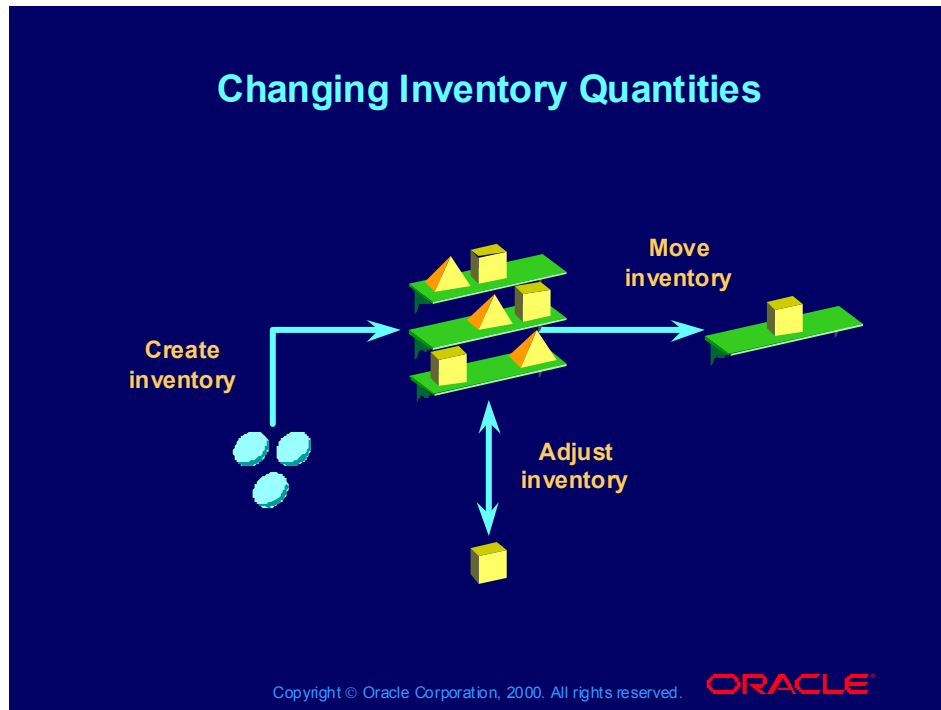 Changing Inventory Quantities
Move
inventory
Create
inventory
Adjust
inventory
Copyright © Oracle Corporation, 2000. All rights reserved.
ORACLE®